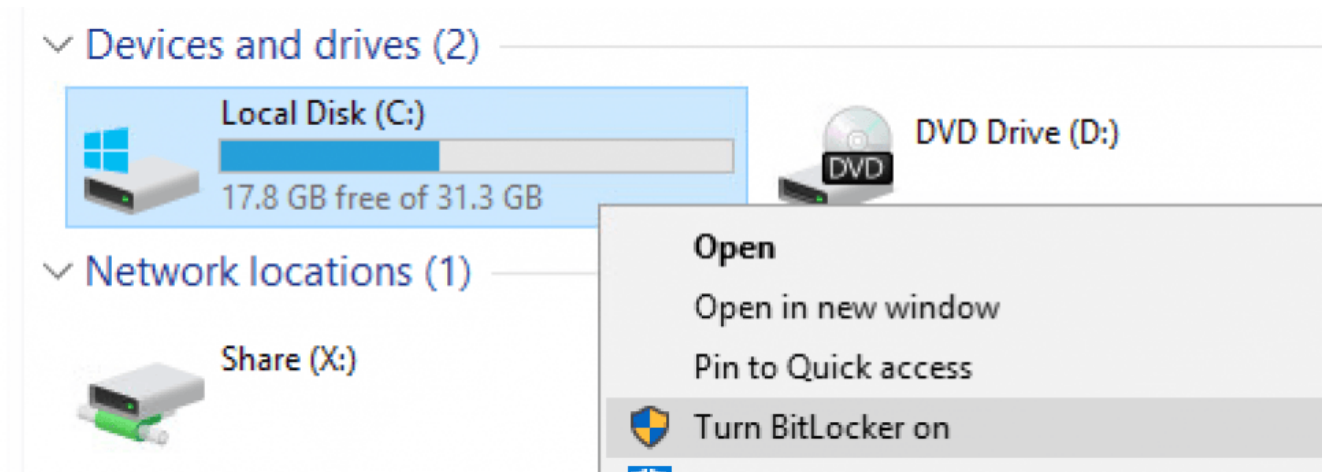 Devices and drives (2)
Local Disk (C:)
17.8 GB free of 31.3 GB
DVD Drive (D:)
DVD
Network locations (1)
Share (X:)
Open
Open in new window
Pin to Quick access
Turn BitLocker on